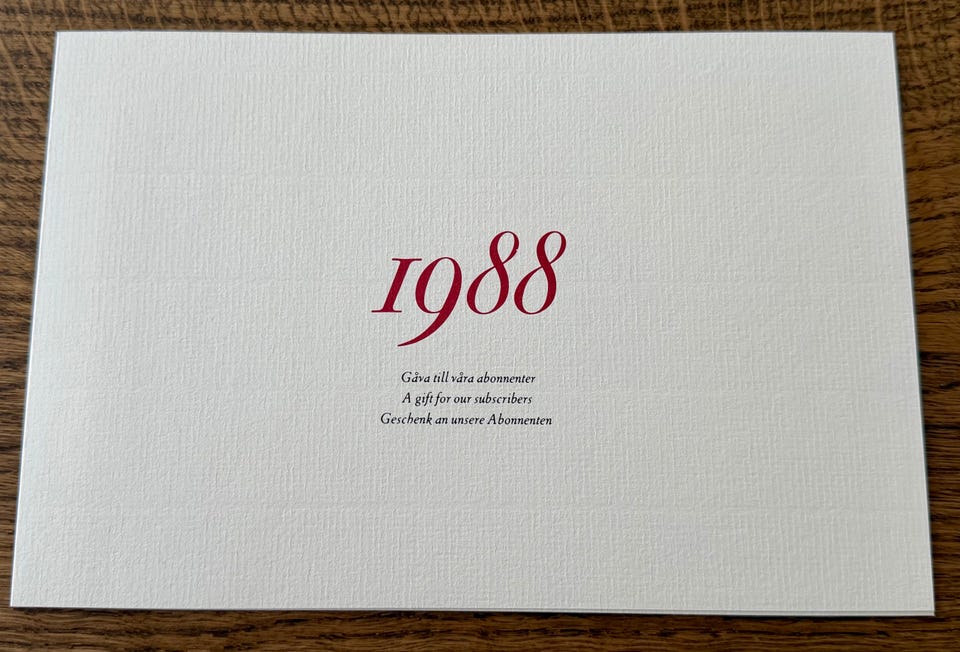 1988
Gåva till våra abonnenter
A gift for our subscribers
Geschenk an unsere Abonnenten